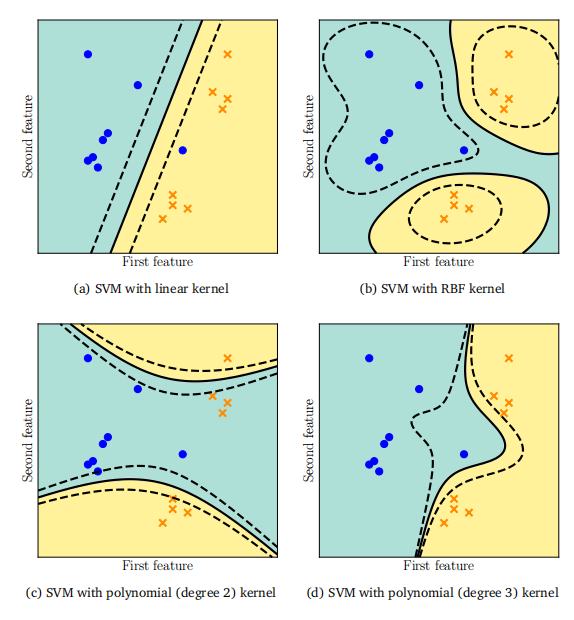 Second feature
First feature
(a) SVM with linear kernel
Second feature
First feature
(b) SVM with RBF kernel
Second feature
First feature
(c) SVM with polynomial (degree 2) kernel
Second feature
First feature
(d) SVM with polynomial (degree 3) kernel